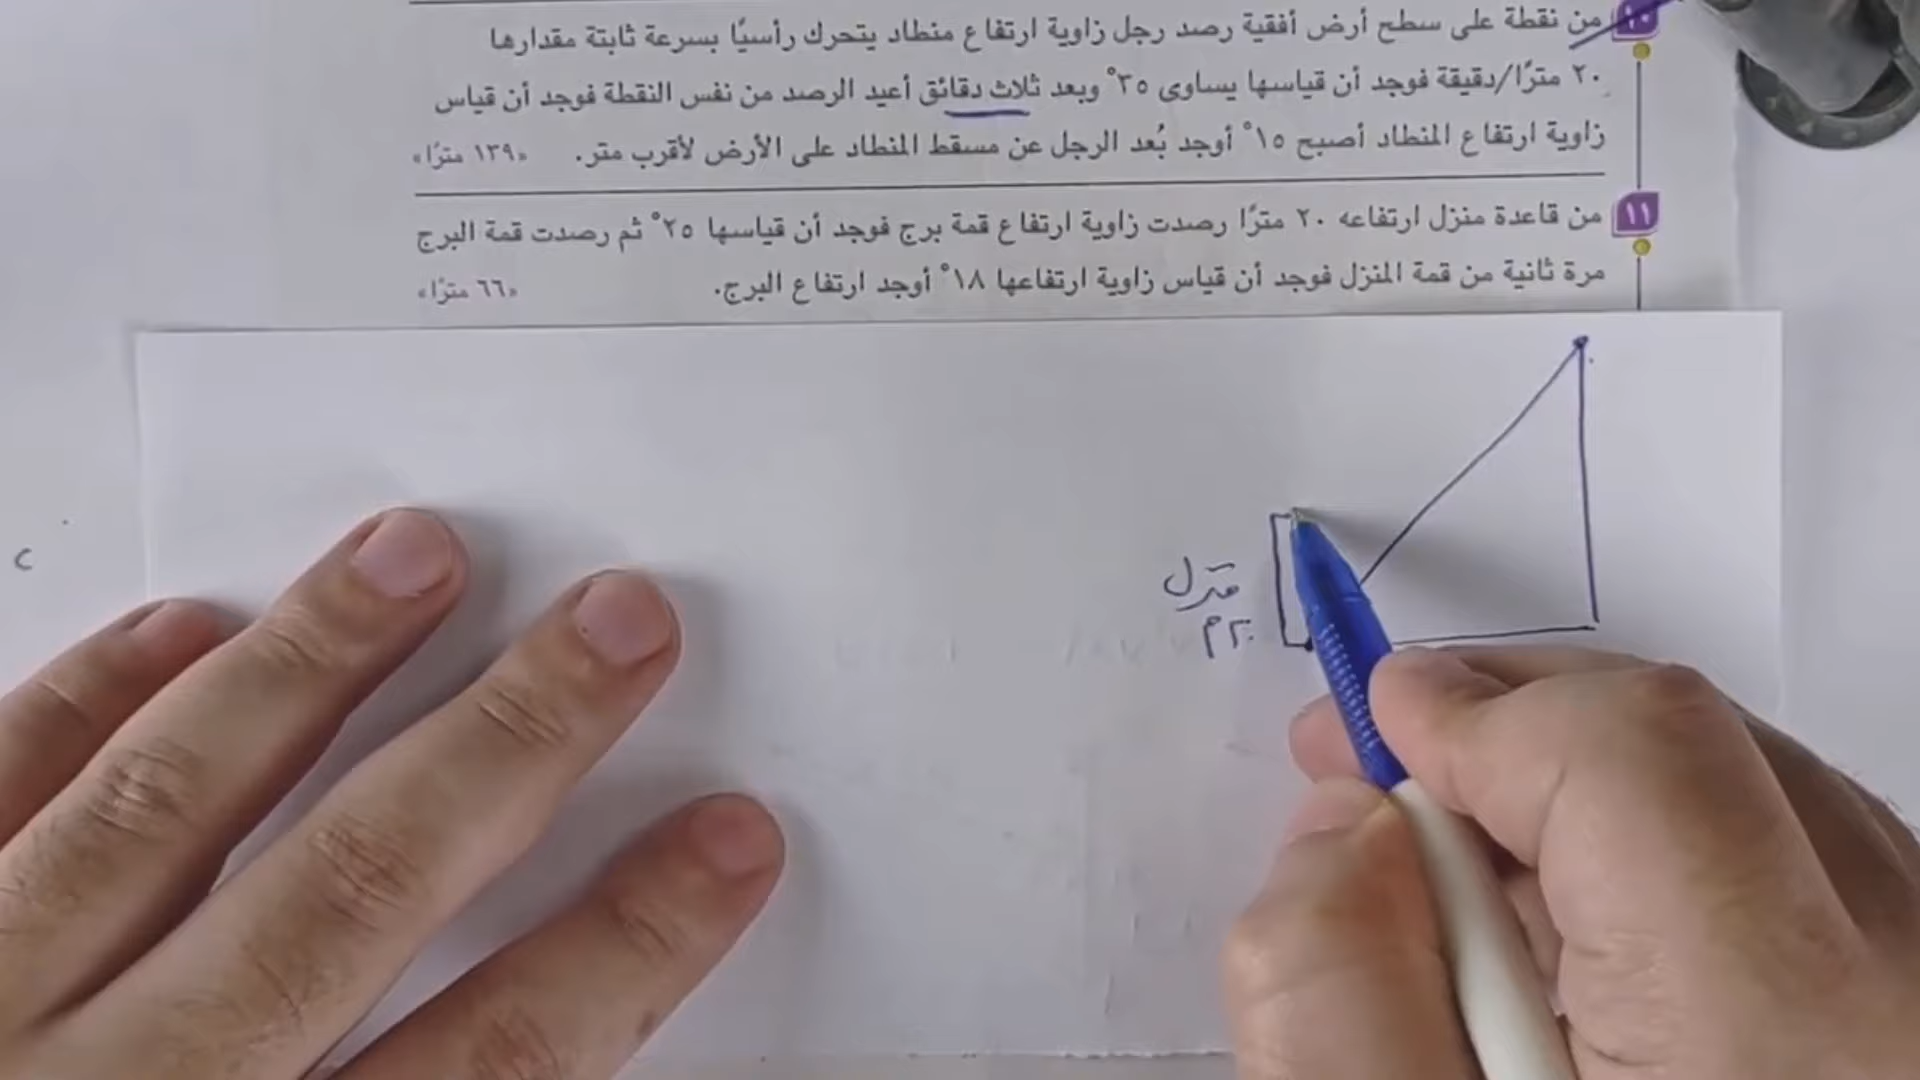 ١٠ من نقطة على سطح أرض أفقية رصد رجل زاوية ارتفاع منطاد يتحرك رأسيًا بسرعة ثابتة مقدارها
٢٠ مترًا/دقيقة فوجد أن قياسها يساوى ٣٥° وبعد ثلاث دقائق أعيد الرصد من نفس النقطة فوجد أن قياس
زاوية ارتفاع المنطاد أصبح ١٥° أوجد بُعد الرجل عن مسقط المنطاد على الأرض لأقرب متر. «١٣٩ مترًا»
١١ من قاعدة منزل ارتفاعه ٢٠ مترًا رصدت زاوية ارتفاع قمة برج فوجد أن قياسها ٢٥° ثم رصدت قمة البرج
مرة ثانية من قمة المنزل فوجد أن قياس زاوية ارتفاعها ١٨° أوجد ارتفاع البرج. «٦٦ مترًا»
منزل
٢٠م